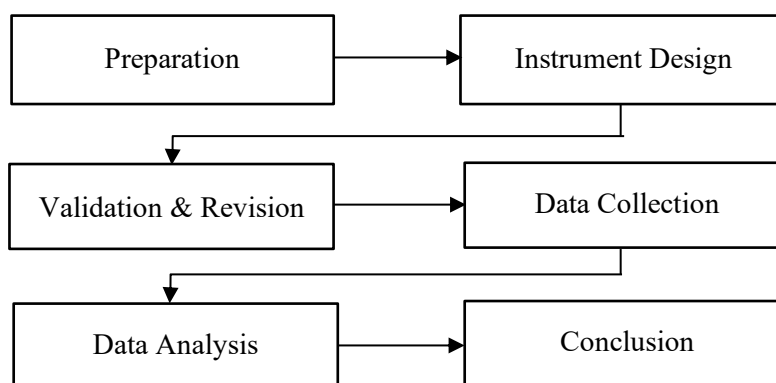 Preparation
Instrument Design
Validation & Revision
Data Collection
Data Analysis
Conclusion